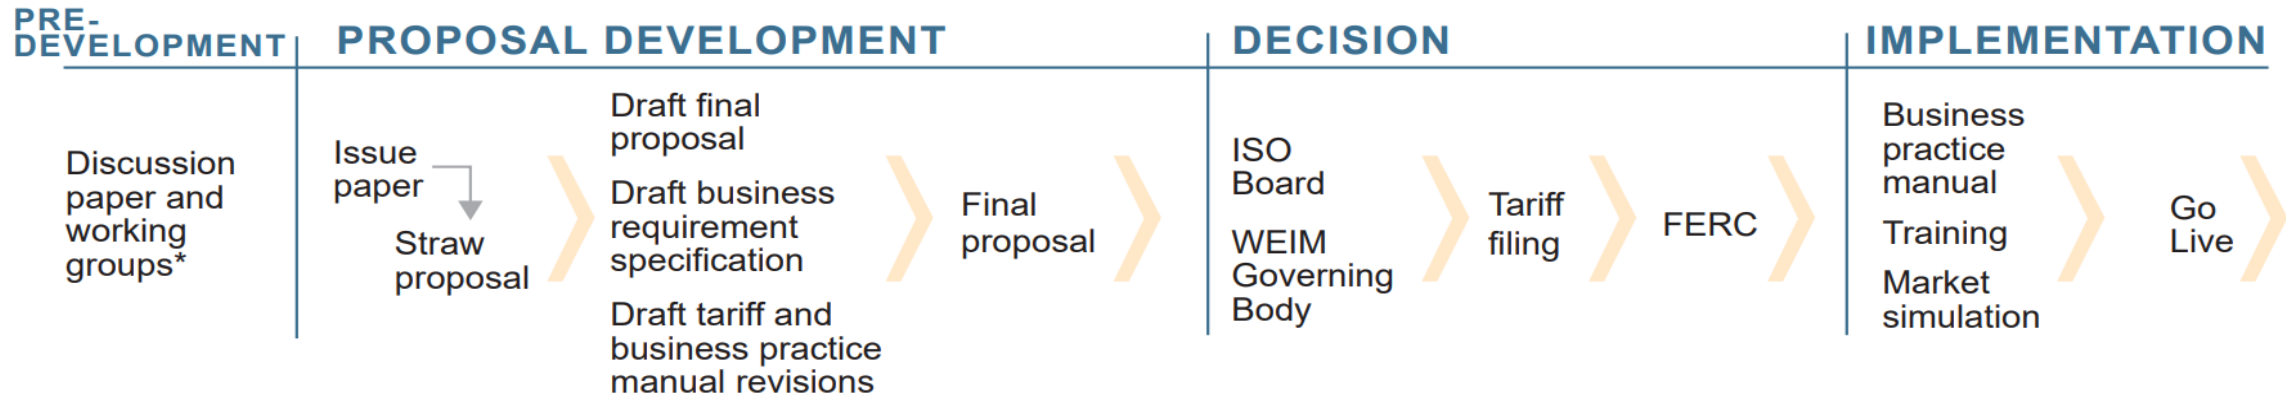 PRE-
DEVELOPMENT
PROPOSAL DEVELOPMENT
DECISION
IMPLEMENTATION
Discussion
paper and
working
groups*
Issue
paper
Straw
proposal
Draft final
proposal
Draft business
requirement
specification
Draft tariff and
business practice
manual revisions
Final
proposal
ISO
Board
WEIM
Governing
Body
Tariff
filing
FERC
Business
practice
manual
Training
Market
simulation
Go
Live